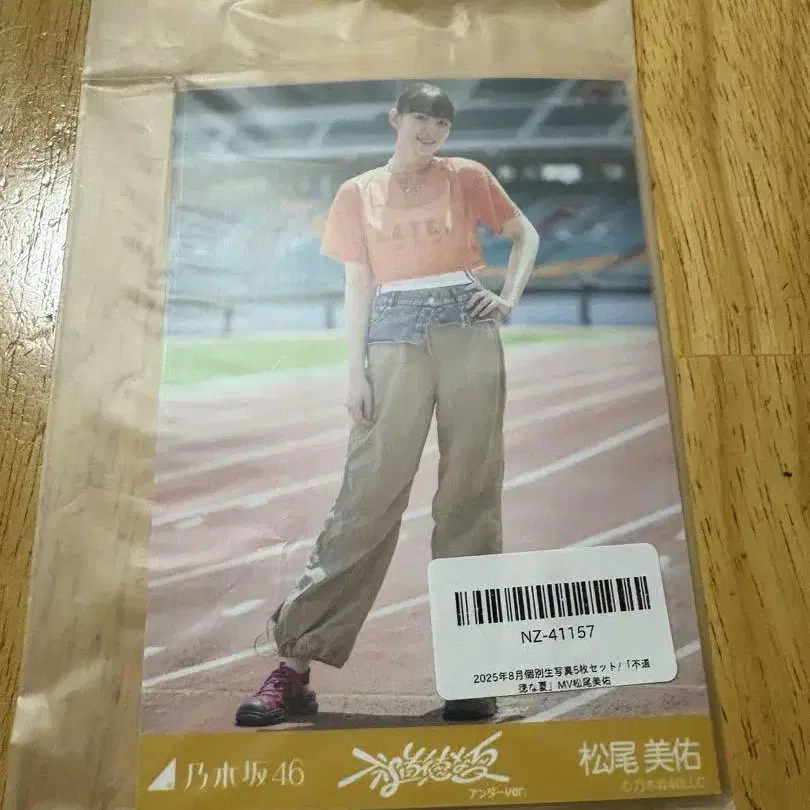 LATE
NZ-41157
2025年8月個別生写真5枚セット/「不道
徳な夏」MV松尾美佑
乃木坂46
不道徳な夏
アンダーver.
松尾 美佑
©乃木坂46LLC